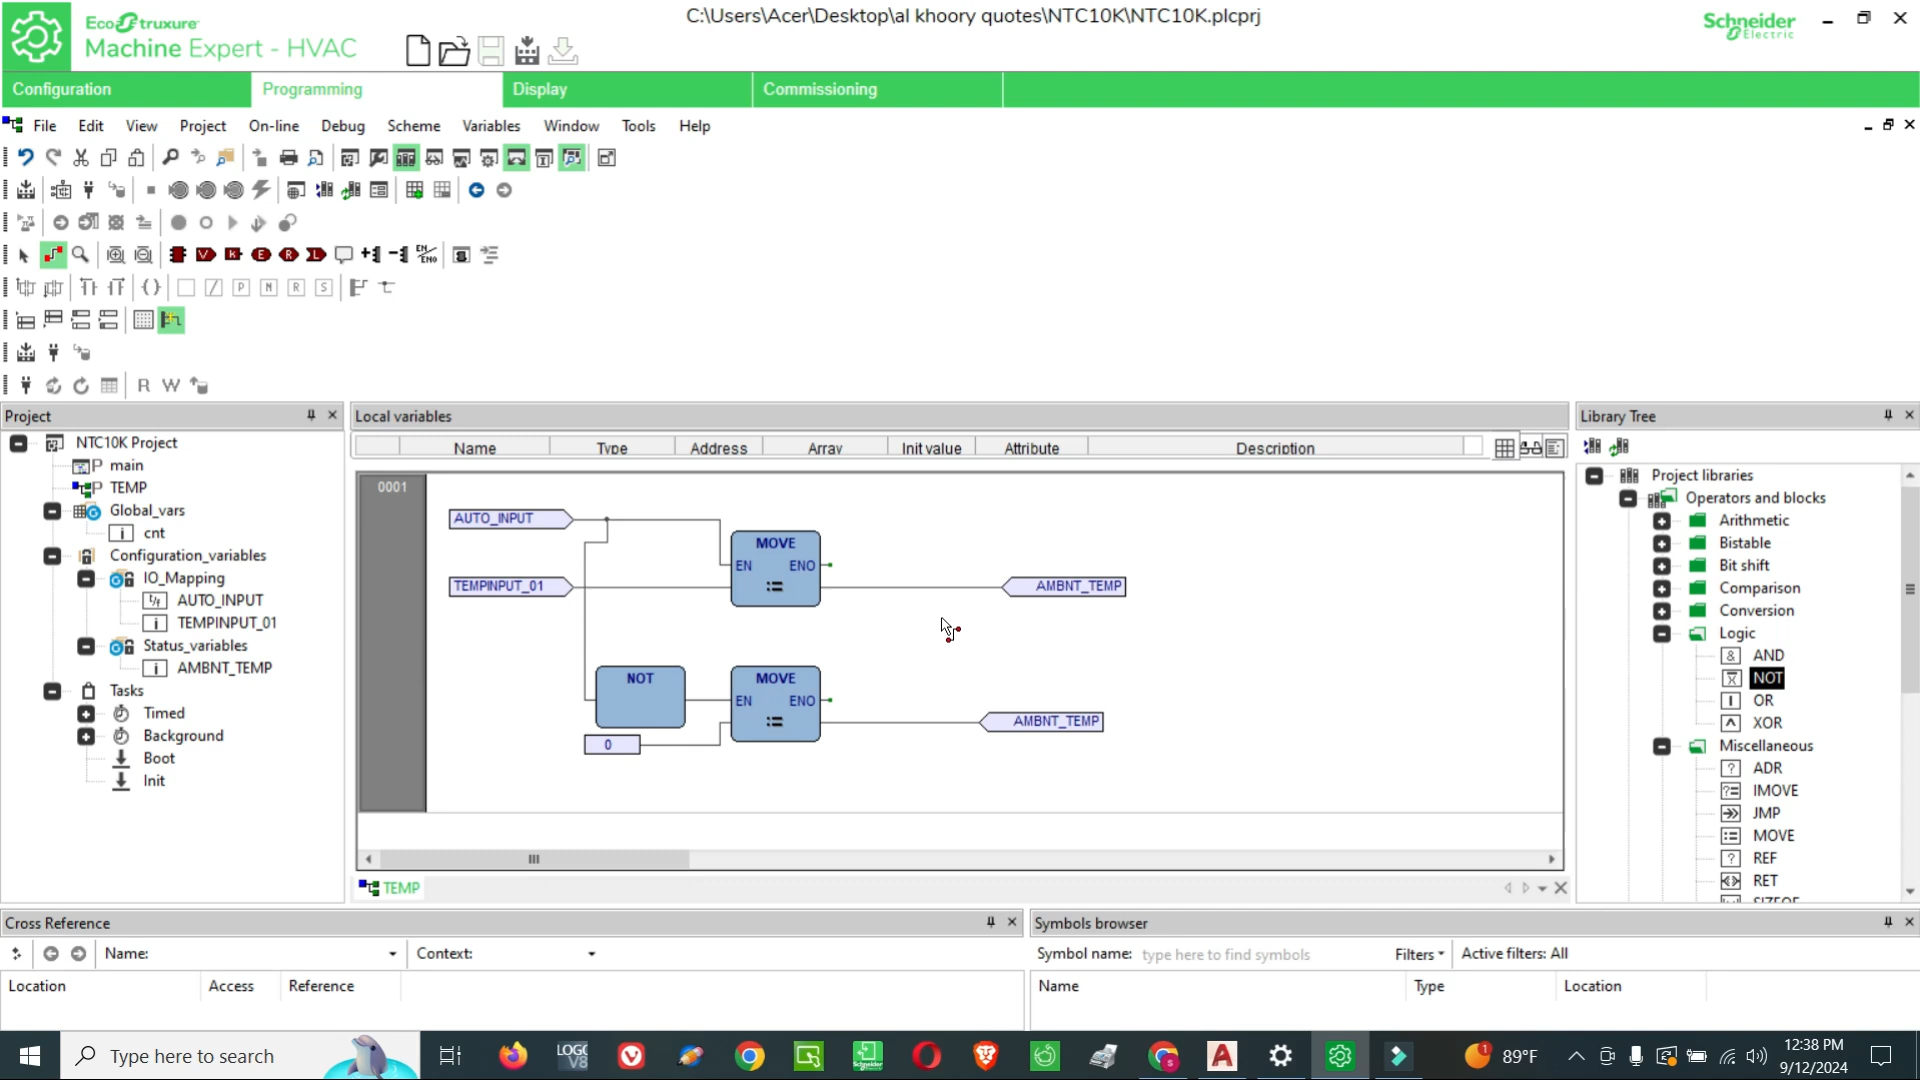 C:\Users\Acer\Desktop\al khoory quotes\NTC10K\NTC10K.plcprj
EcoStruxure
Machine Expert - HVAC
Schneider Electric
Configuration
Programming
Display
Commissioning
File Edit View Project On-line Debug Scheme Variables Window Tools Help
EN/ENO
P N R S
R W
Project
NTC10K Project
main
TEMP
Global_vars
cnt
Configuration_variables
IO_Mapping
AUTO_INPUT
TEMPINPUT_01
Status_variables
AMBNT_TEMP
Tasks
Timed
Background
Boot
Init
Local variables
Name Type Address Array Init value Attribute Description
0001
AUTO_INPUT
MOVE
EN ENO
:=
TEMPINPUT_01
AMBNT_TEMP
NOT
MOVE
EN ENO
:=
AMBNT_TEMP
0
TEMP
Library Tree
Project libraries
Operators and blocks
Arithmetic
Bistable
Bit shift
Comparison
Conversion
Logic
AND
NOT
OR
XOR
Miscellaneous
ADR
IMOVE
JMP
MOVE
REF
RET
SIZEOF
Cross Reference
Name:
Context:
Location Access Reference
Symbols browser
Symbol name: type here to find symbols
Filters
Active filters: All
Name Type Location
Type here to search
LOGO V8
89°F
12:38 PM
9/12/2024